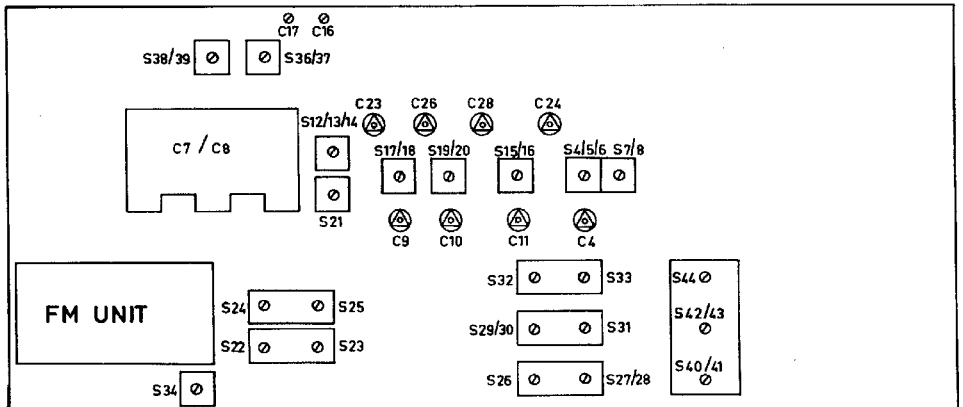 C17 C16
S38/39 S36/37
C23 C26 C28 C24
S12/13/14
C7 / C8
S17/18 S19/20 S15/16 S4/5/6 S7/8
S21
C9 C10 C11 C4
S32 S33 S44
FM UNIT
S24 S25
S42/43
S29/30 S31
S22 S23
S40/41
S26 S27/28
S34